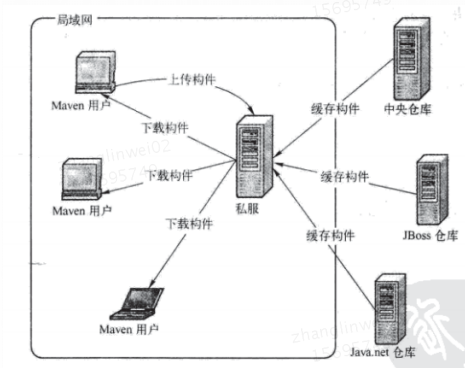 局域网
上传构件
Maven 用户
下载构件
缓存构件
中央仓库
zhanglinwei02
下载构件
Maven 用户
私服
缓存构件
JBoss 仓库
下载构件
缓存构件
Maven 用户
Java.net 仓库